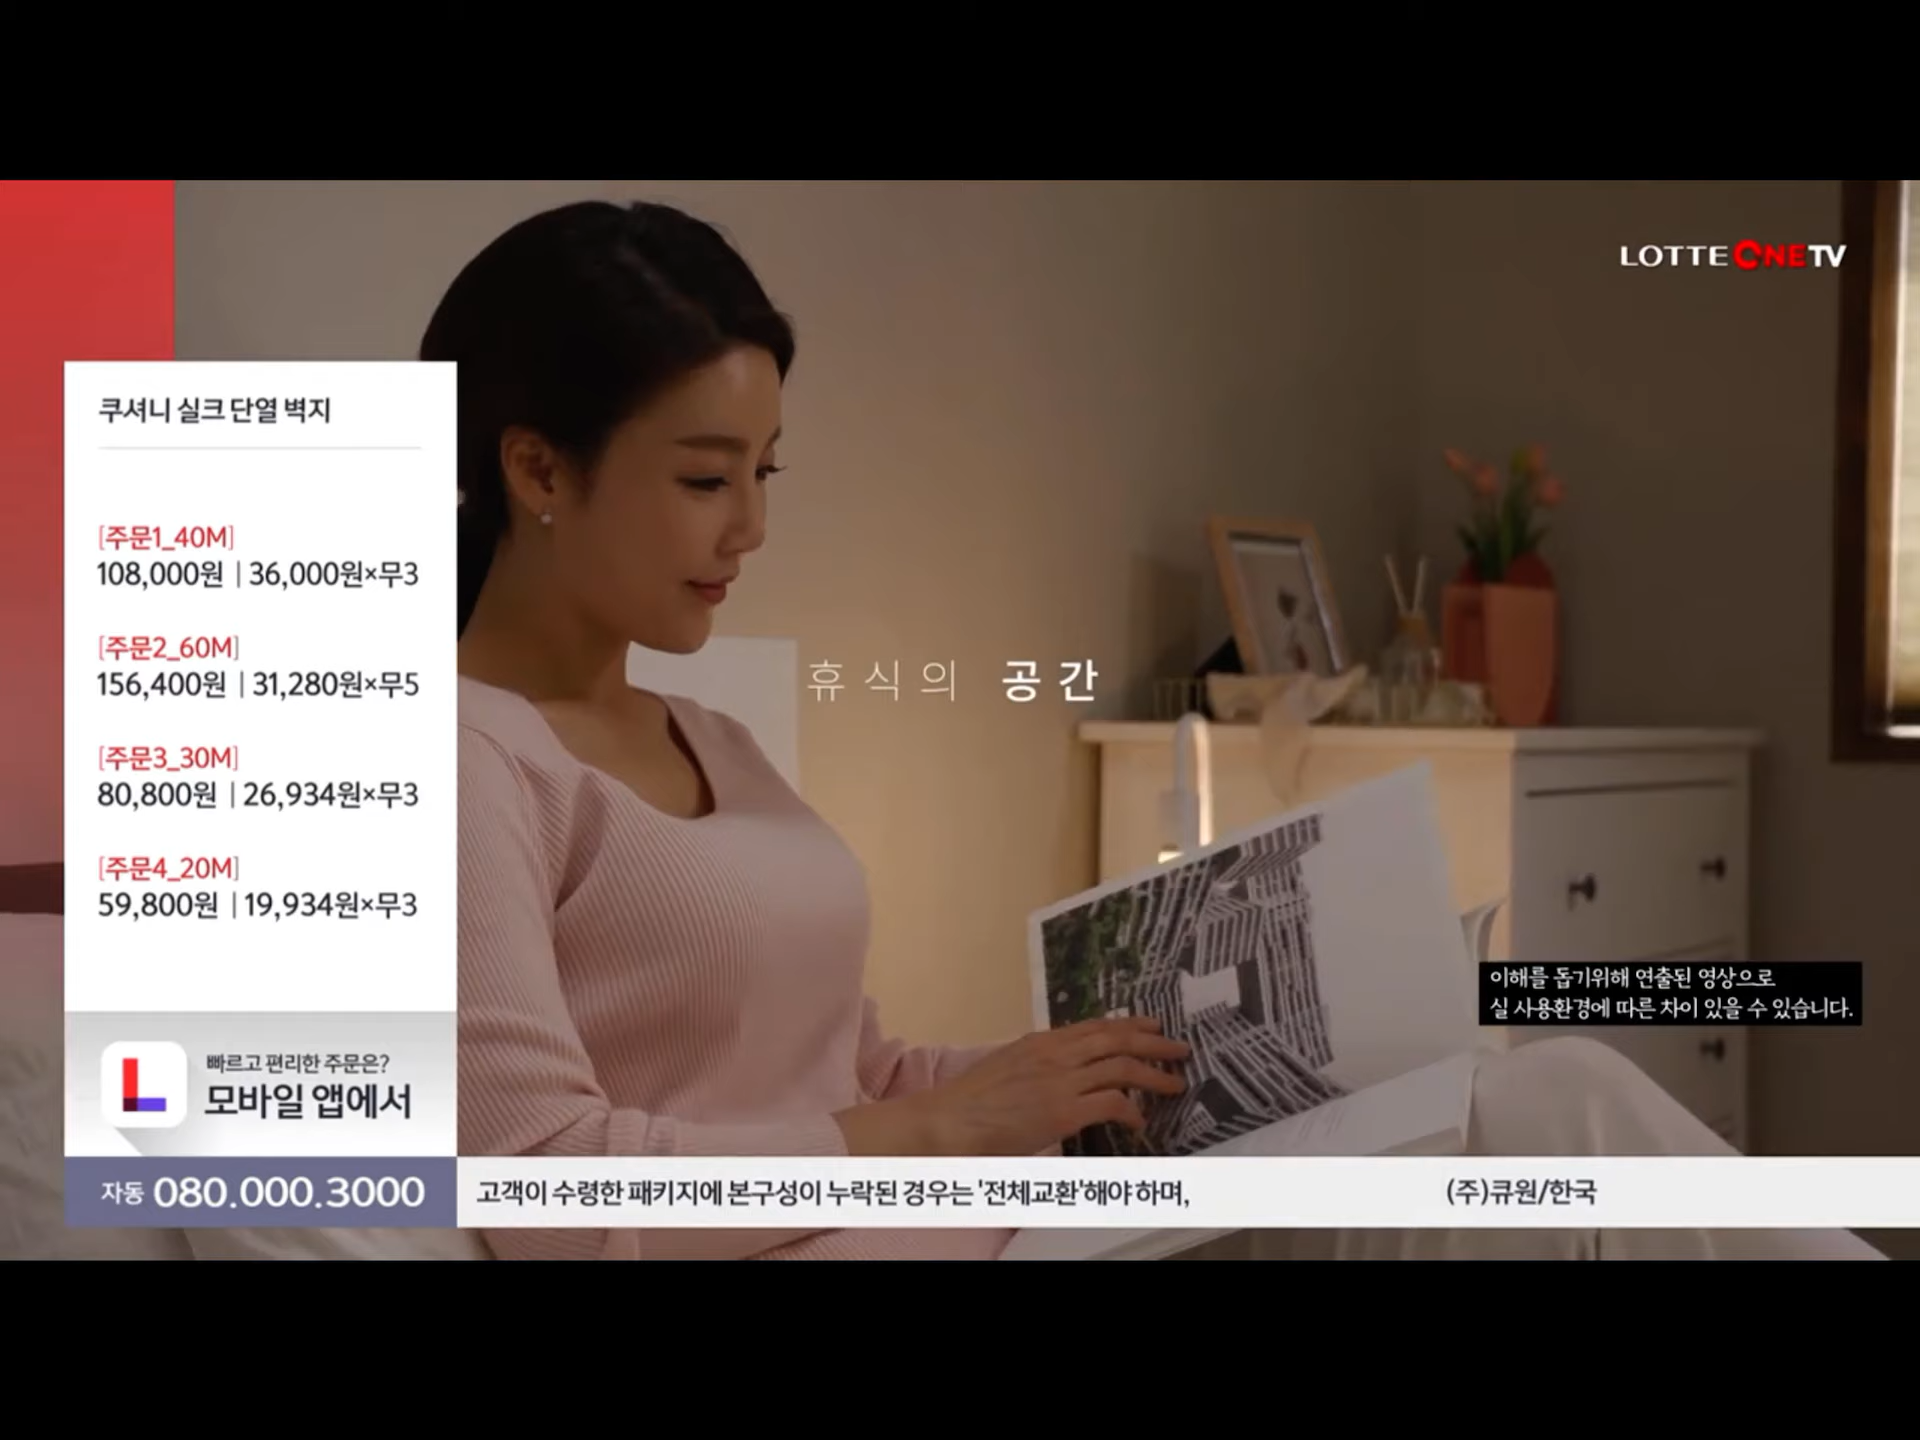 LOTTE ONE TV
쿠셔니 실크 단열 벽지
[주문1_40M]
108,000원 | 36,000원×무3
[주문2_60M]
156,400원 | 31,280원×무5
[주문3_30M]
80,800원 | 26,934원×무3
[주문4_20M]
59,800원 | 19,934원×무3
휴식의 공간
이해를 돕기위해 연출된 영상으로
실 사용환경에 따른 차이 있을 수 있습니다.
빠르고 편리한 주문은?
모바일 앱에서
자동 080.000.3000
고객이 수령한 패키지에 본구성이 누락된 경우는 '전체교환'해야 하며,
(주)큐원/한국